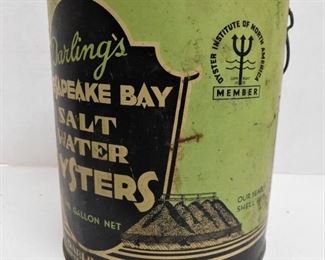 Darling's
SAPEAKE BAY
SALT
WATER
YSTERS
GALLON NET
OYSTER INSTITUTE OF NORTH AMERICA
MEMBER
OUR
SHELL